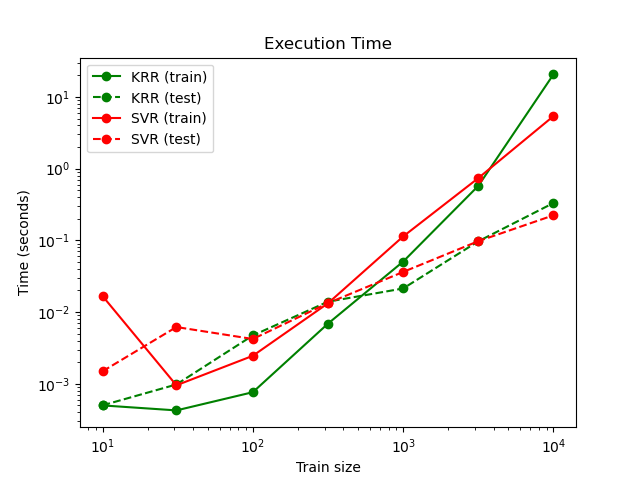 Execution Time
KRR (train)
KRR (test)
SVR (train)
SVR (test)
10¹
10⁰
10⁻¹
10⁻²
10⁻³
Time (seconds)
10¹ 10² 10³ 10⁴
Train size